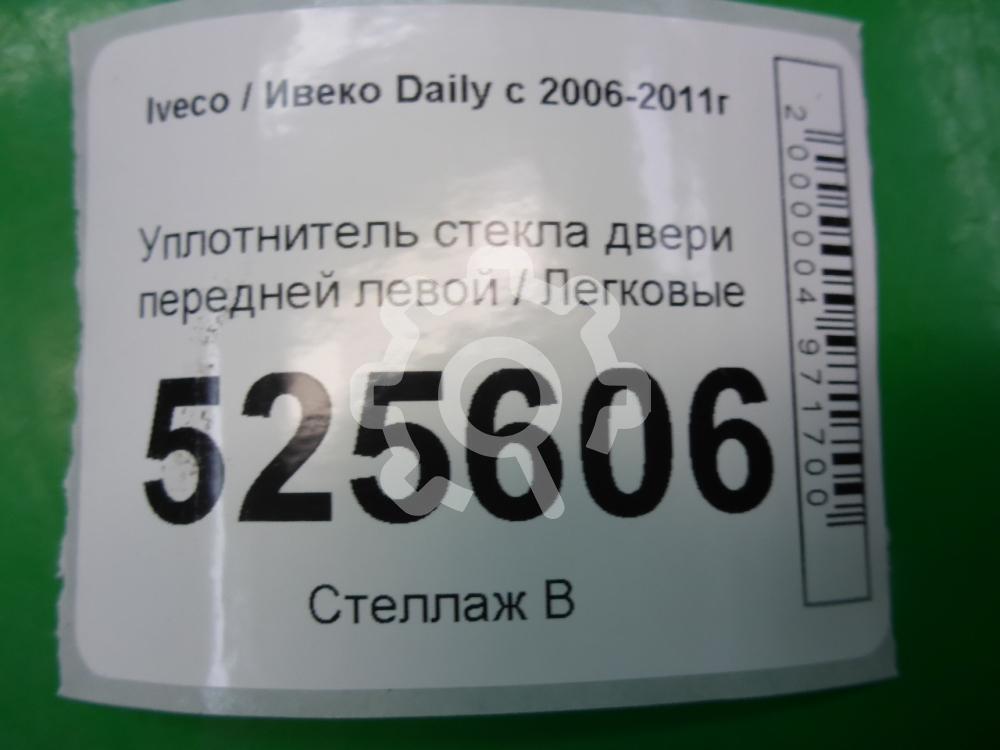 Iveco / Ивеко Daily с 2006-2011г
Уплотнитель стекла двери
передней левой / Легковые
525606
Стеллаж В
2000004971700